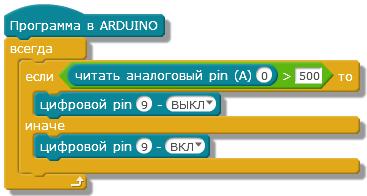 Программа в ARDUINO
всегда
если читать аналоговый pin (A) 0 > 500 то
цифровой pin 9 - ВЫКЛ
иначе
цифровой pin 9 - ВКЛ